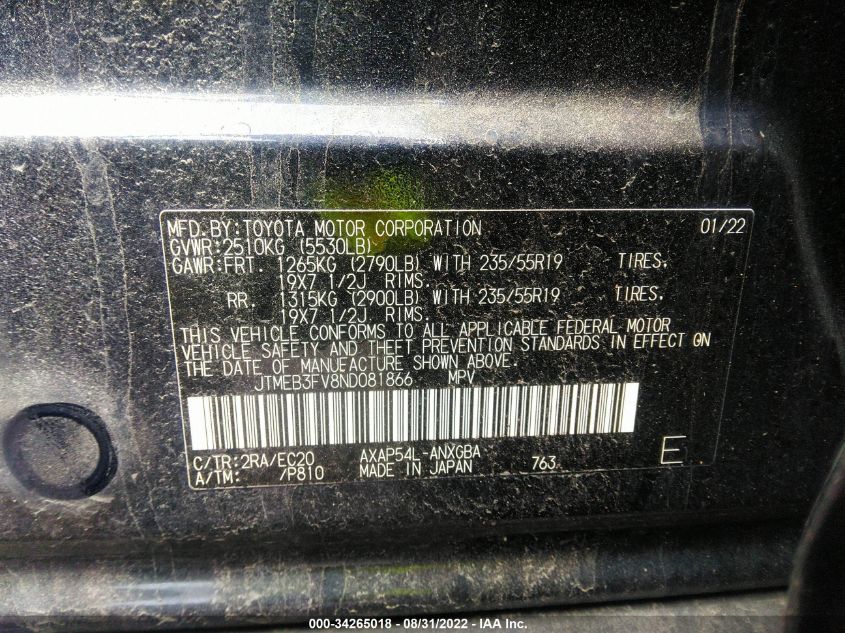 MFD.BY:TOYOTA MOTOR CORPORATION 01/22
GVWR:2510KG (5530LB)
GAWR:FRT. 1265KG (2790LB) WITH 235/55R19 TIRES.
19X7 1/2J RIMS.
RR. 1315KG (2900LB) WITH 235/55R19 TIRES.
19X7 1/2J RIMS.
THIS VEHICLE CONFORMS TO ALL APPLICABLE FEDERAL MOTOR
VEHICLE SAFETY AND THEFT PREVENTION STANDARDS IN EFFECT ON
THE DATE OF MANUFACTURE SHOWN ABOVE.
JTMEB3FV8ND081866 MPV
C/TR:2RA/EC20 AXAP54L-ANXGBA
A/TM: /P810 MADE IN JAPAN 763 E
000-34265018 - 08/31/2022 - IAA Inc.